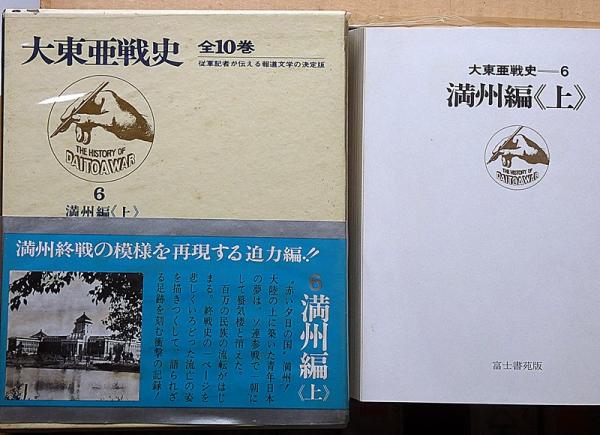 大東亜戦史 全10巻
従軍記者が伝える報道文学の決定版
THE HISTORY OF
DAITOA WAR
6
満州編《上》
満州終戦の模様を再現する迫力編!!
6 満州編《上》
“赤い夕日の国”満州!
大陸の上に築いた青年日本
の夢は、ソ連参戦で一朝に
して蜃気楼と消えた。
百万の民族の流転がはじ
まる。終戦史の一ページを
悲しくいろどった流亡の姿
を描きつくして、語られざ
る足跡を刻む衝撃の記録!
大東亜戦史—6
満州編《上》
THE HISTORY OF
DAITOA WAR
富士書苑版